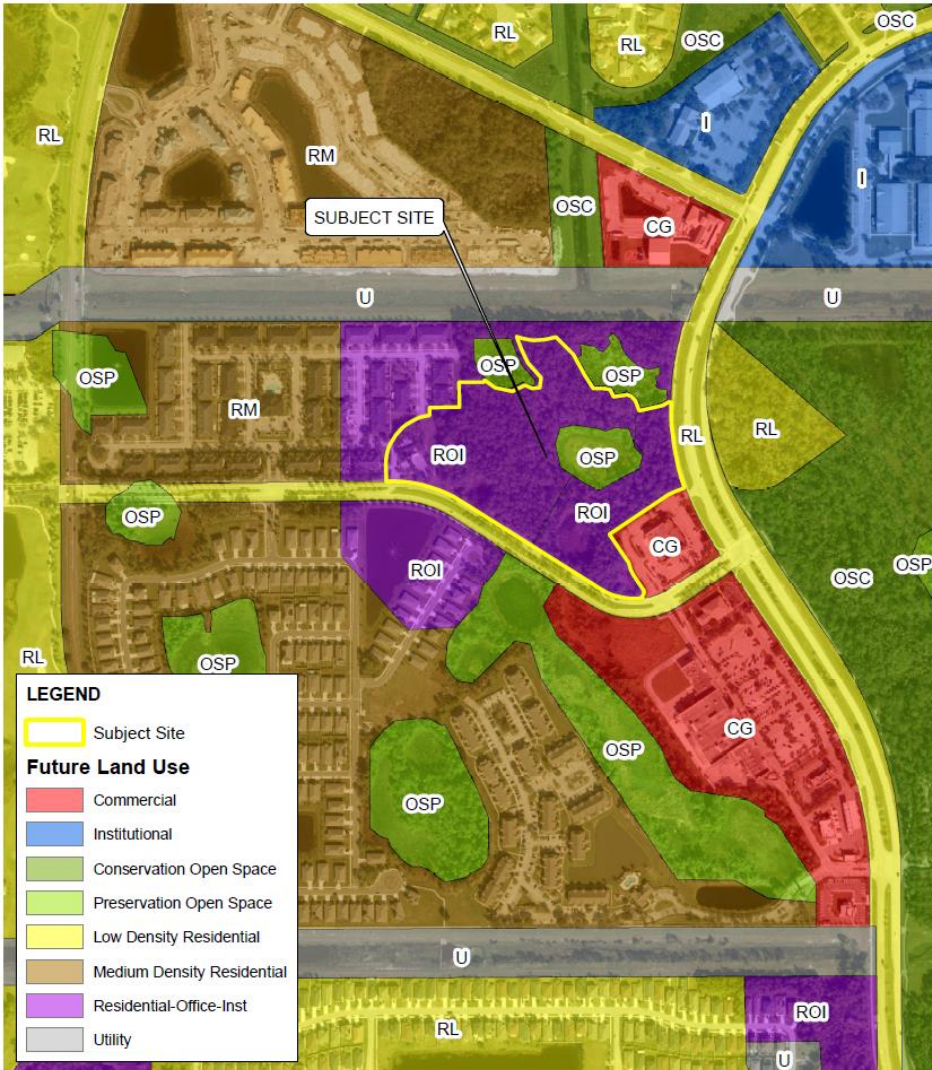 RL
RL
OSC
OSC
I
I
RL
RM
OSC
CG
SUBJECT SITE
U
U
OSP
OSP
OSP
RM
ROI
OSP
RL
RL
ROI
OSP
CG
ROI
OSC
OSP
OSP
RL
OSP
CG
OSP
U
ROI
RL
U
LEGEND
Subject Site
Future Land Use
Commercial
Institutional
Conservation Open Space
Preservation Open Space
Low Density Residential
Medium Density Residential
Residential-Office-Inst
Utility